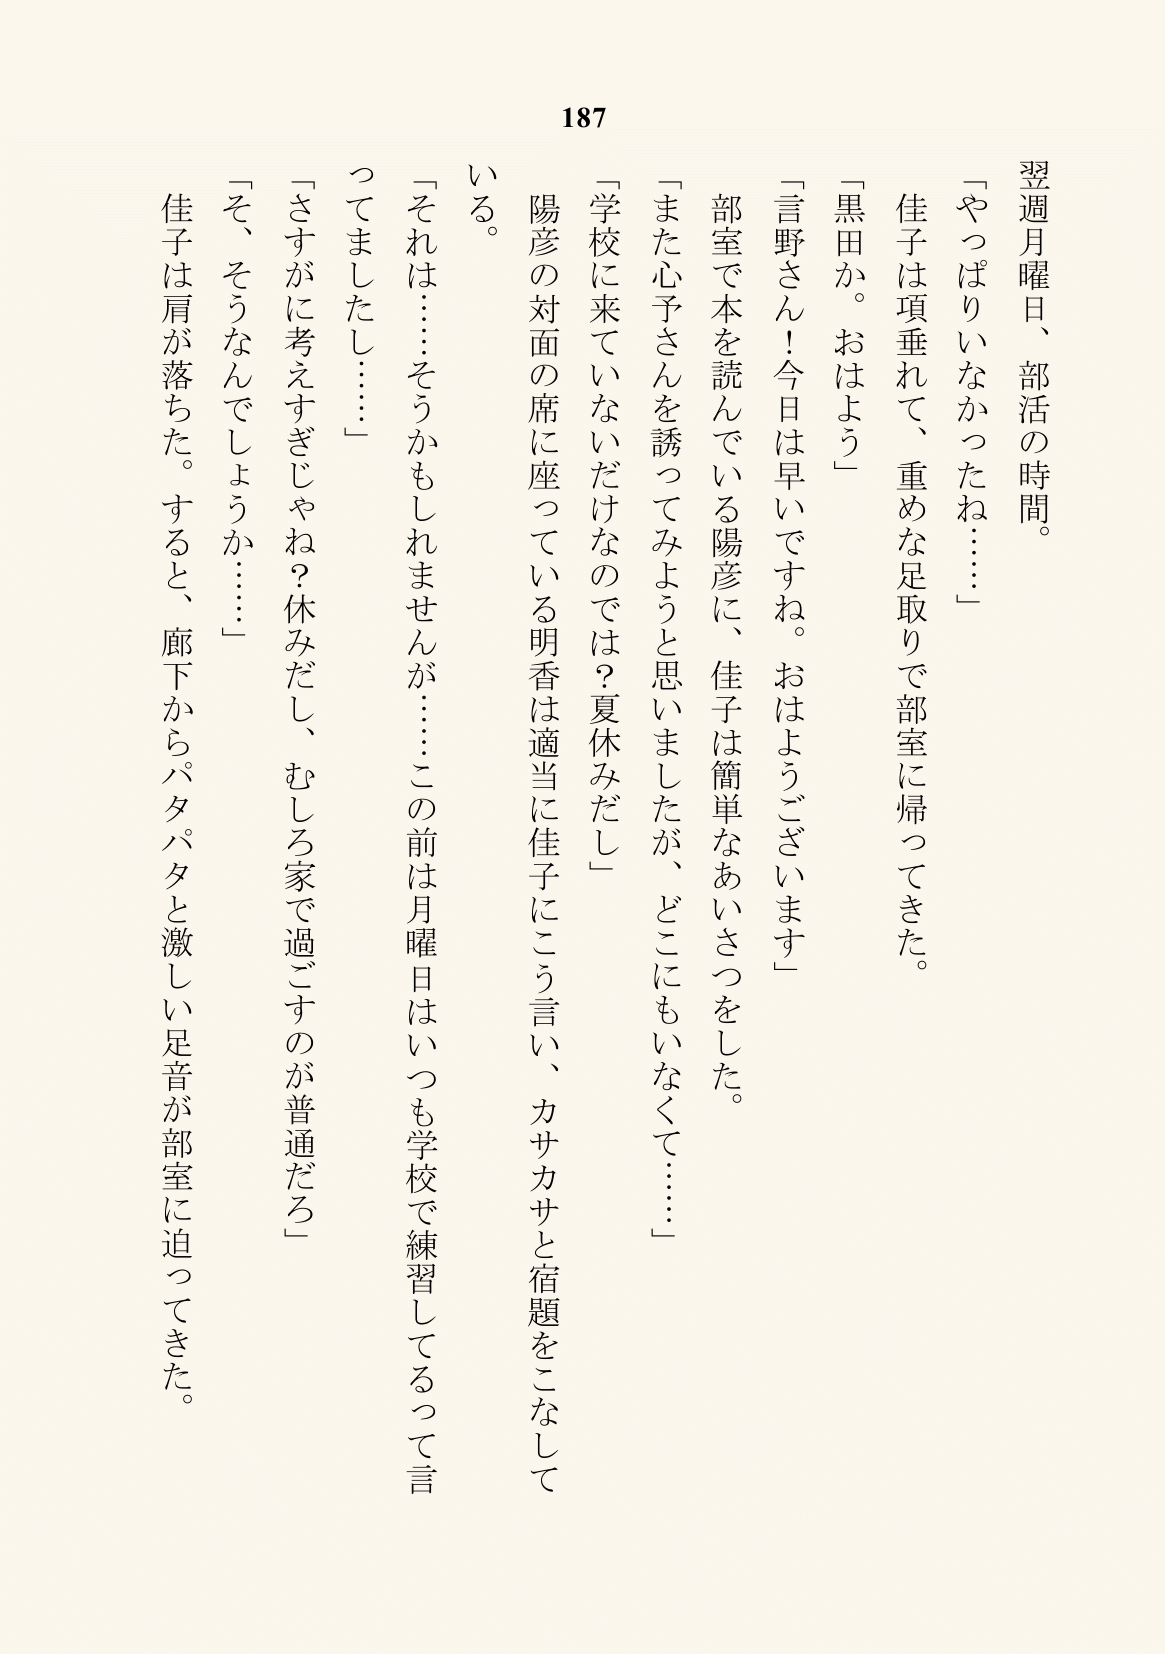 187
翌週月曜日、部活の時間。
「やっぱりいなかったね……」
佳子は項垂れて、重めな足取りで部室に帰ってきた。
「黒田か。おはよう」
「言野さん！今日は早いですね。おはようございます」
部室で本を読んでいる陽彦に、佳子は簡単なあいさつをした。
「また心予さんを誘ってみようと思いましたが、どこにもいなくて……」
「学校に来ていないだけなのでは？夏休みだし」
陽彦の対面の席に座っている明香は適当に佳子にこう言い、カサカサと宿題をこなして
いる。
「それは……そうかもしれませんが……この前は月曜日はいつも学校で練習してるって言
ってましたし……」
「さすがに考えすぎじゃね？休みだし、むしろ家で過ごすのが普通だろ」
「そ、そうなんでしょうか……」
佳子は肩が落ちた。すると、廊下からパタパタと激しい足音が部室に迫ってきた。